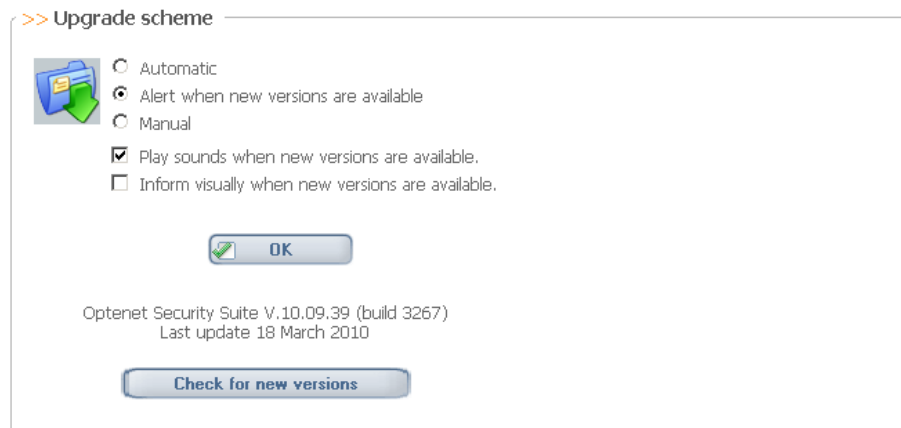 >> Upgrade scheme
Automatic
Alert when new versions are available
Manual
Play sounds when new versions are available.
Inform visually when new versions are available.
OK
Optenet Security Suite V.10.09.39 (build 3267)
Last update 18 March 2010
Check for new versions